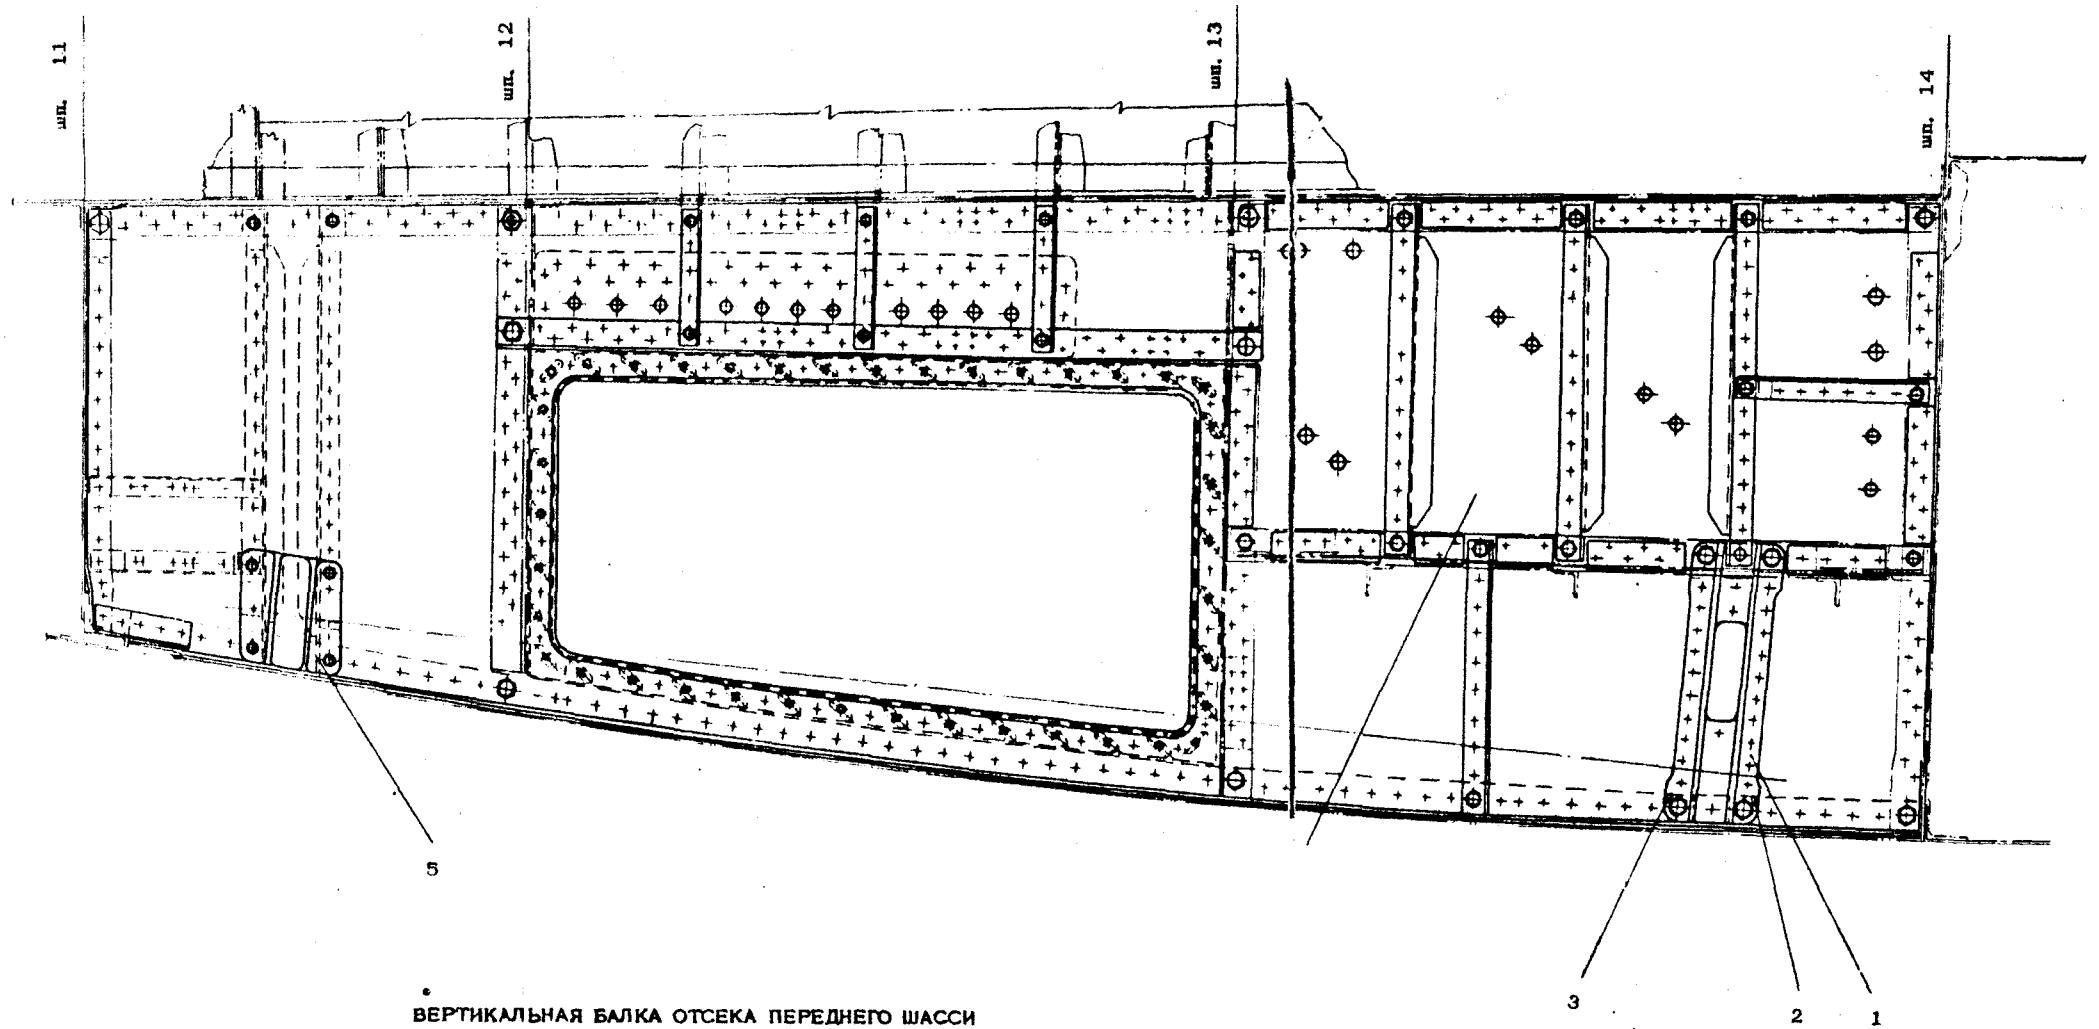 шп. 11
шп. 12
шп. 13
шп. 14
5
3
2
1
ВЕРТИКАЛЬНАЯ БАЛКА ОТСЕКА ПЕРЕДНЕГО ШАССИ